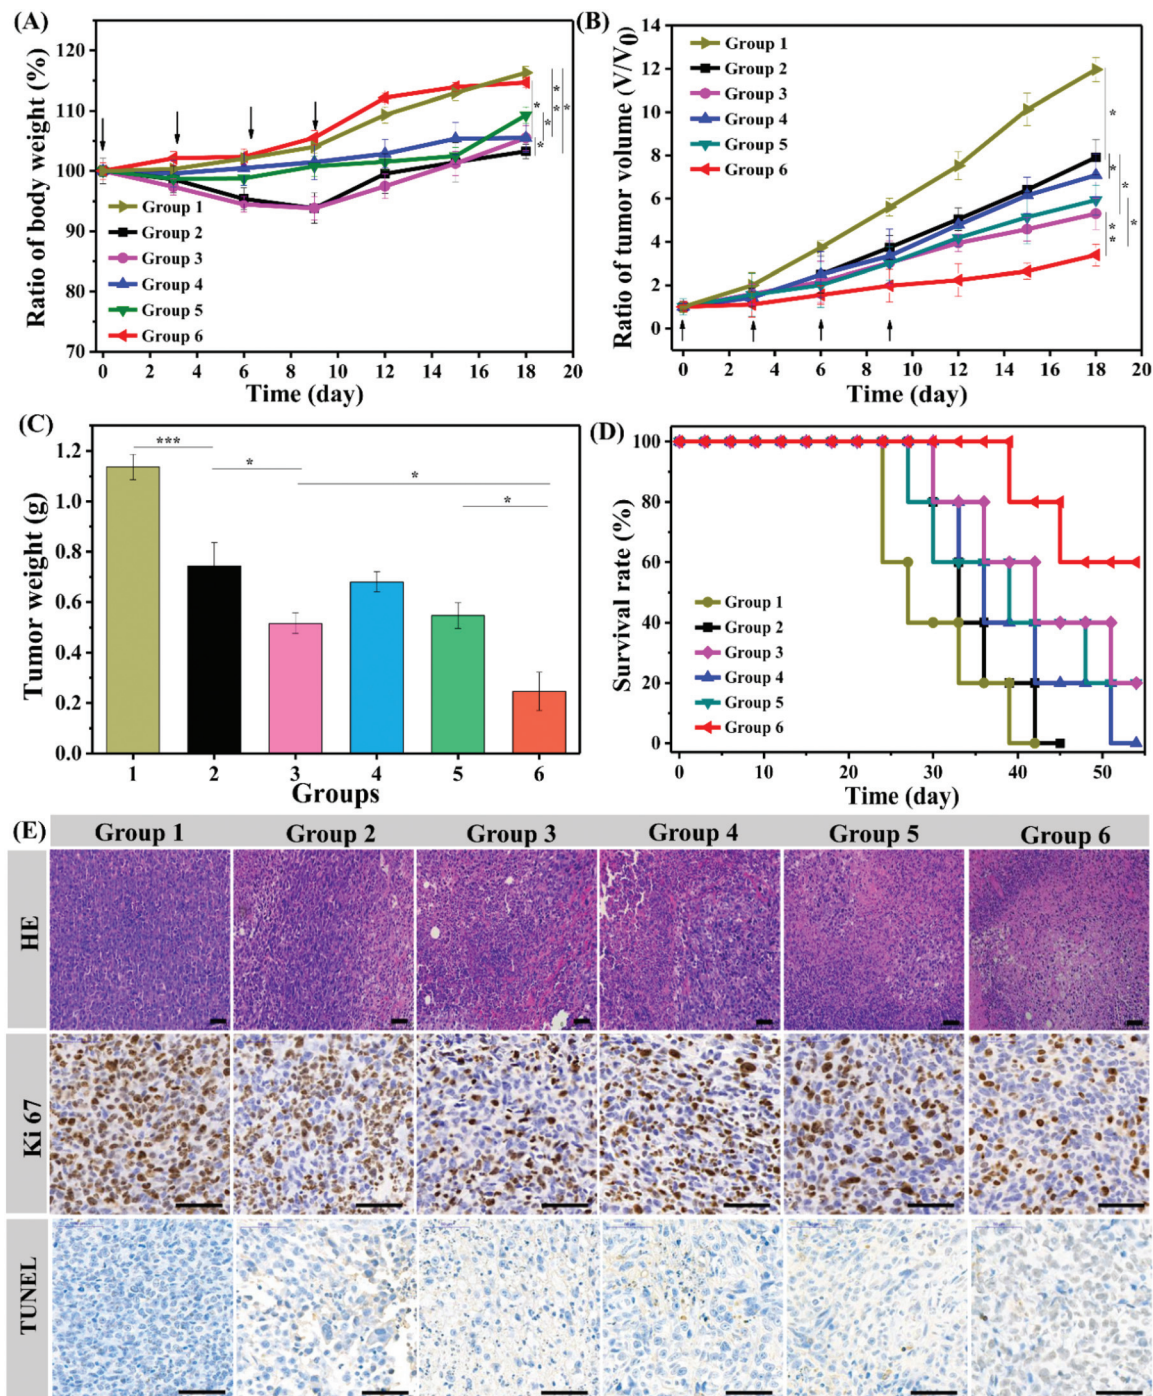 (A)
Ratio of body weight (%)
120
110
100
90
80
70
Group 1
Group 2
Group 3
Group 4
Group 5
Group 6
*
*
*
*
*
*
*
0 2 4 6 8 10 12 14 16 18 20
Time (day)
(B)
Ratio of tumor volume (V/V0)
14
12
10
8
6
4
2
0
Group 1
Group 2
Group 3
Group 4
Group 5
Group 6
*
*
*
*
*
*
0 2 4 6 8 10 12 14 16 18 20
Time (day)
(C)
Tumor weight (g)
1.2
1.0
0.8
0.6
0.4
0.2
0.0
***
*
*
*
1 2 3 4 5 6
Groups
(D)
Survival rate (%)
100
80
60
40
20
0
Group 1
Group 2
Group 3
Group 4
Group 5
Group 6
0 10 20 30 40 50
Time (day)
(E)
Group 1 Group 2 Group 3 Group 4 Group 5 Group 6
HE
Ki 67
TUNEL